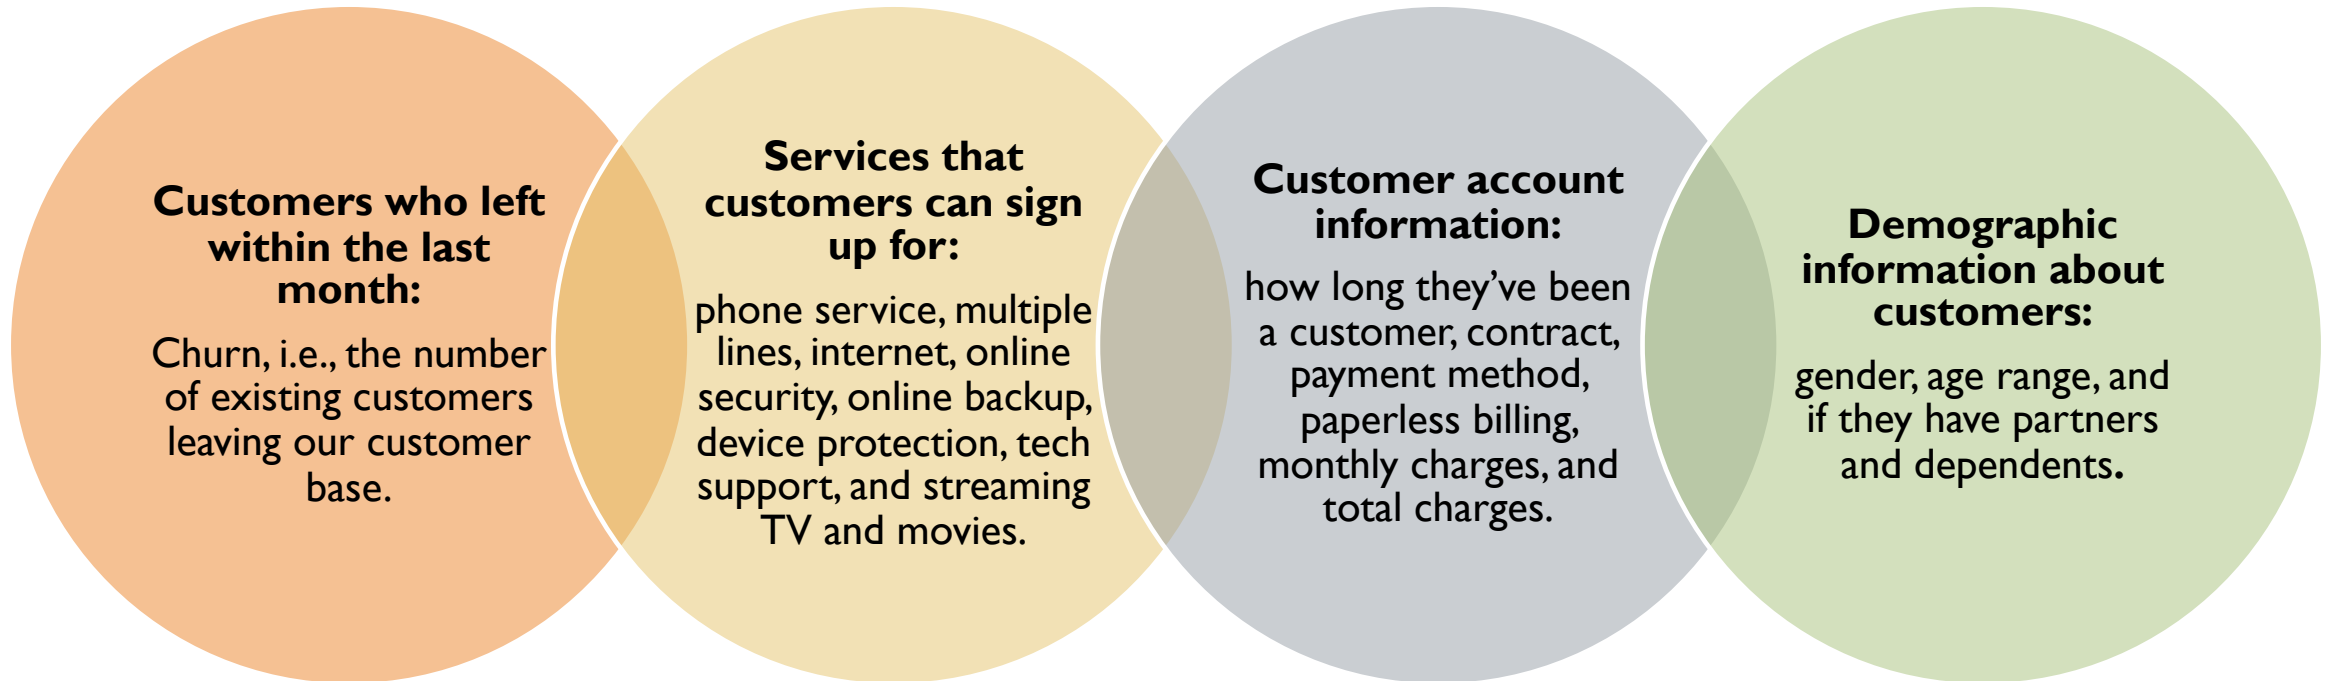 Customers who left
within the last
month:
Churn, i.e., the number
of existing customers
leaving our customer
base.
Services that
customers can sign
up for:
phone service, multiple
lines, internet, online
security, online backup,
device protection, tech
support, and streaming
TV and movies.
Customer account
information:
how long they’ve been
a customer, contract,
payment method,
paperless billing,
monthly charges, and
total charges.
Demographic
information about
customers:
gender, age range, and
if they have partners
and dependents.